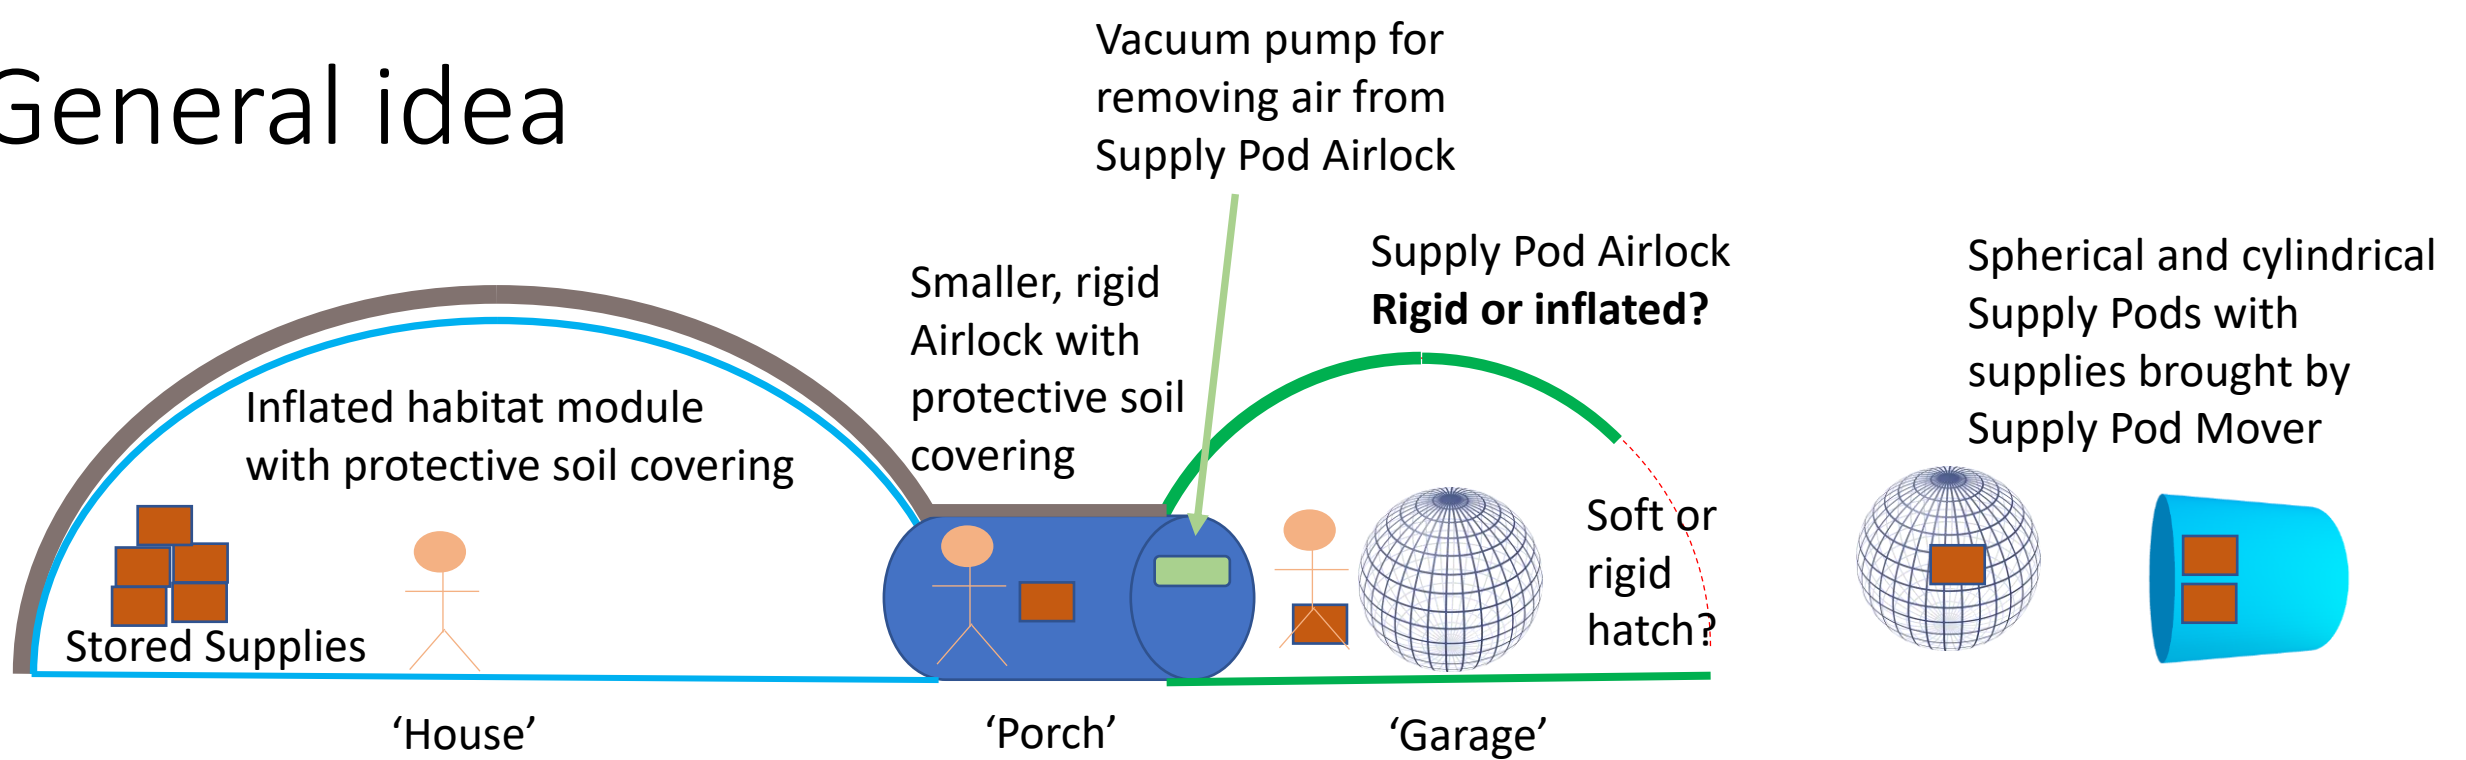 General idea
Vacuum pump for
removing air from
Supply Pod Airlock
Smaller, rigid
Airlock with
protective soil
covering
Supply Pod Airlock
Rigid or inflated?
Spherical and cylindrical
Supply Pods with
supplies brought by
Supply Pod Mover
Inflated habitat module
with protective soil covering
Soft or
rigid
hatch?
Stored Supplies
‘House’
‘Porch’
‘Garage’